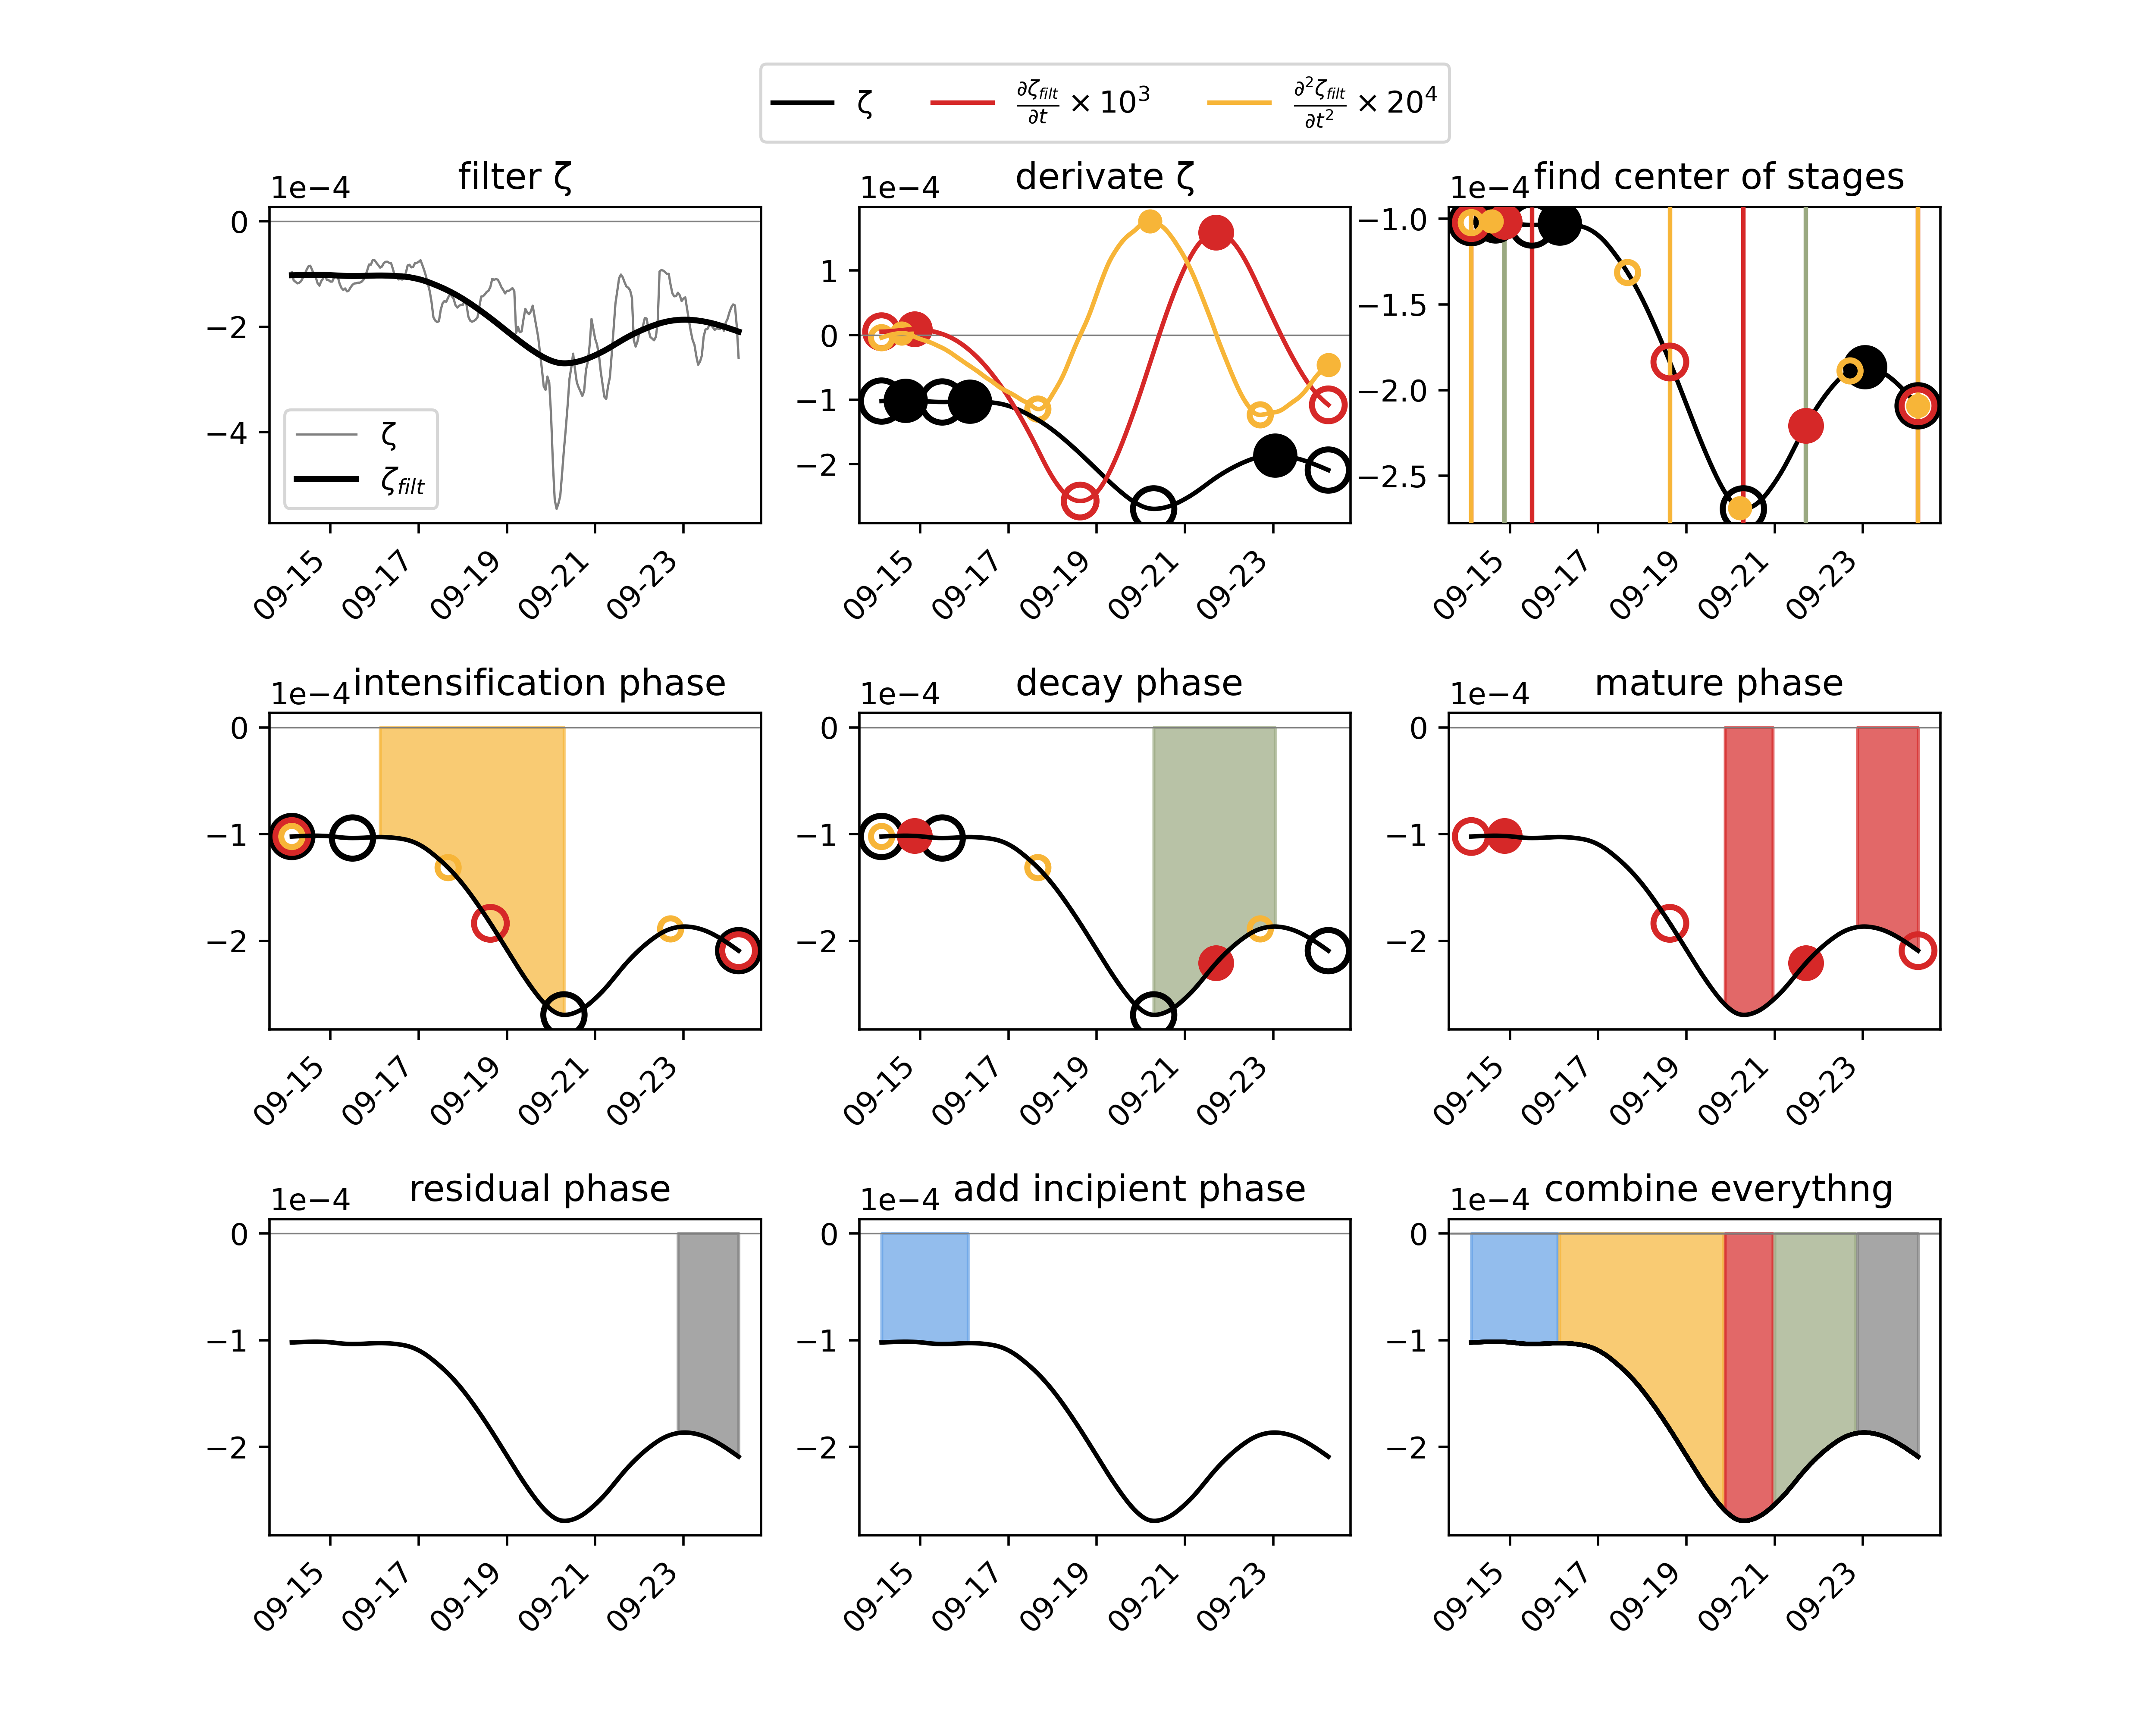 ζ ∂ζ_filt/∂t × 10³ ∂²ζ_filt/∂t² × 20⁴
filter ζ derivate ζ find center of stages
1e−4 1e−4 1e−4
0
−2
−4
ζ
ζ_filt
09-15 09-17 09-19 09-21 09-23
1
0
−1
−2
09-15 09-17 09-19 09-21 09-23
−1.0
−1.5
−2.0
−2.5
09-15 09-17 09-19 09-21 09-23
intensification phase decay phase mature phase
1e−4 1e−4 1e−4
0
−1
−2
09-15 09-17 09-19 09-21 09-23
0
−1
−2
09-15 09-17 09-19 09-21 09-23
0
−1
−2
09-15 09-17 09-19 09-21 09-23
residual phase add incipient phase combine everythng
1e−4 1e−4 1e−4
0
−1
−2
09-15 09-17 09-19 09-21 09-23
0
−1
−2
09-15 09-17 09-19 09-21 09-23
0
−1
−2
09-15 09-17 09-19 09-21 09-23